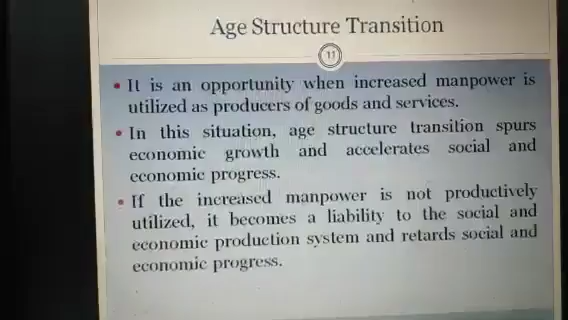 Age Structure Transition
11
• It is an opportunity when increased manpower is
utilized as producers of goods and services.
• In this situation, age structure transition spurs
economic growth and accelerates social and
economic progress.
• If the increased manpower is not productively
utilized, it becomes a liability to the social and
economic production system and retards social and
economic progress.